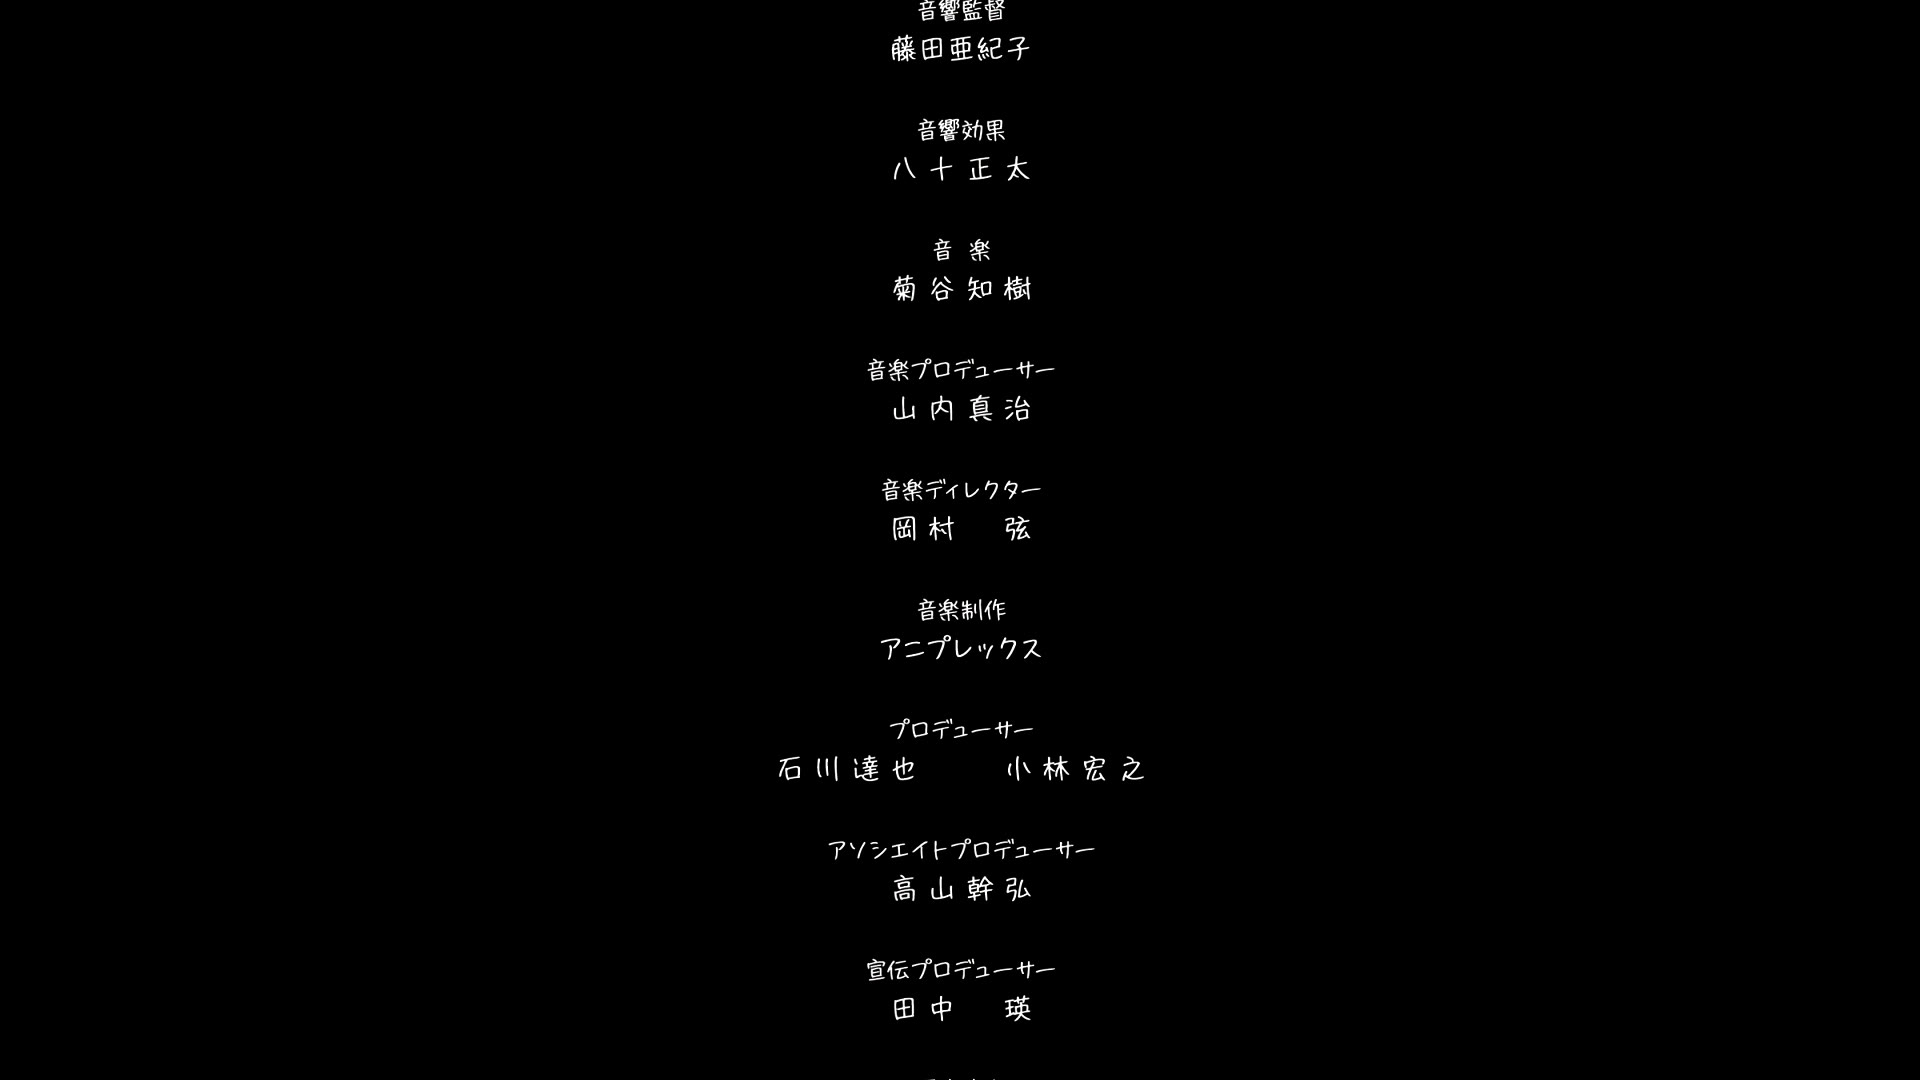 音響監督
藤田亜紀子
音響効果
八十正太
音楽
菊谷知樹
音楽プロデューサー
山内真治
音楽ディレクター
岡村 弦
音楽制作
アニプレックス
プロデューサー
石川達也 小林宏之
アソシエイトプロデューサー
高山幹弘
宣伝プロデューサー
田中 瑛